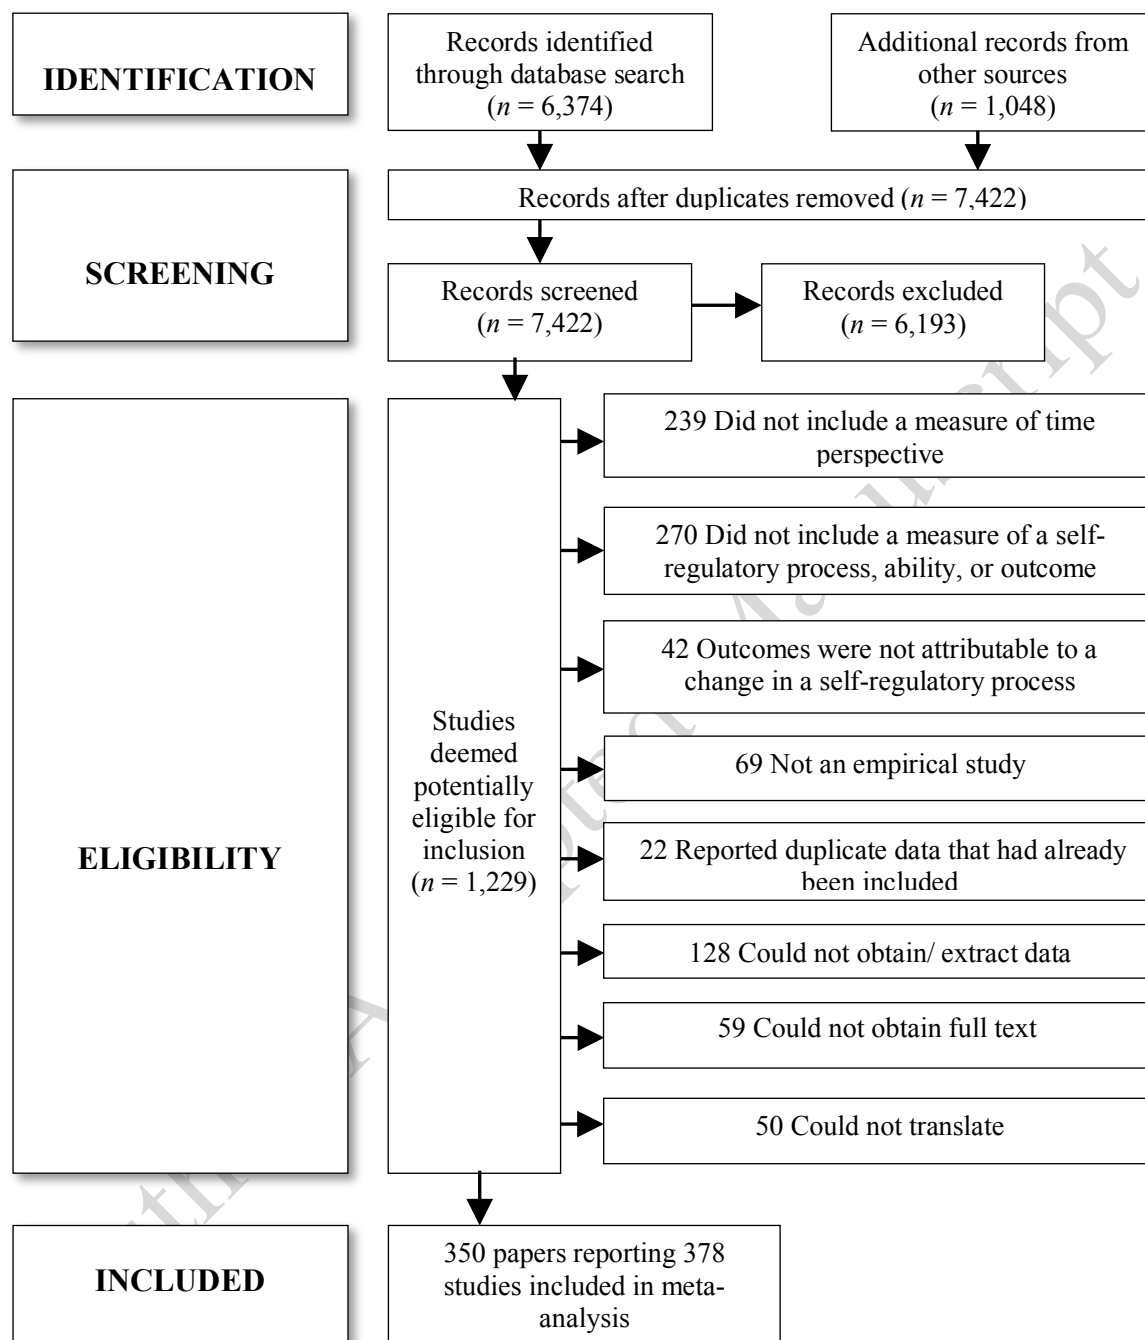 IDENTIFICATION
Records identified
through database search
(n = 6,374)
Additional records from
other sources
(n = 1,048)
Records after duplicates removed (n = 7,422)
SCREENING
Records screened
(n = 7,422)
Records excluded
(n = 6,193)
ELIGIBILITY
Studies
deemed
potentially
eligible for
inclusion
(n = 1,229)
239 Did not include a measure of time
perspective
270 Did not include a measure of a self-
regulatory process, ability, or outcome
42 Outcomes were not attributable to a
change in a self-regulatory process
69 Not an empirical study
22 Reported duplicate data that had already
been included
128 Could not obtain/ extract data
59 Could not obtain full text
50 Could not translate
INCLUDED
350 papers reporting 378
studies included in meta-
analysis